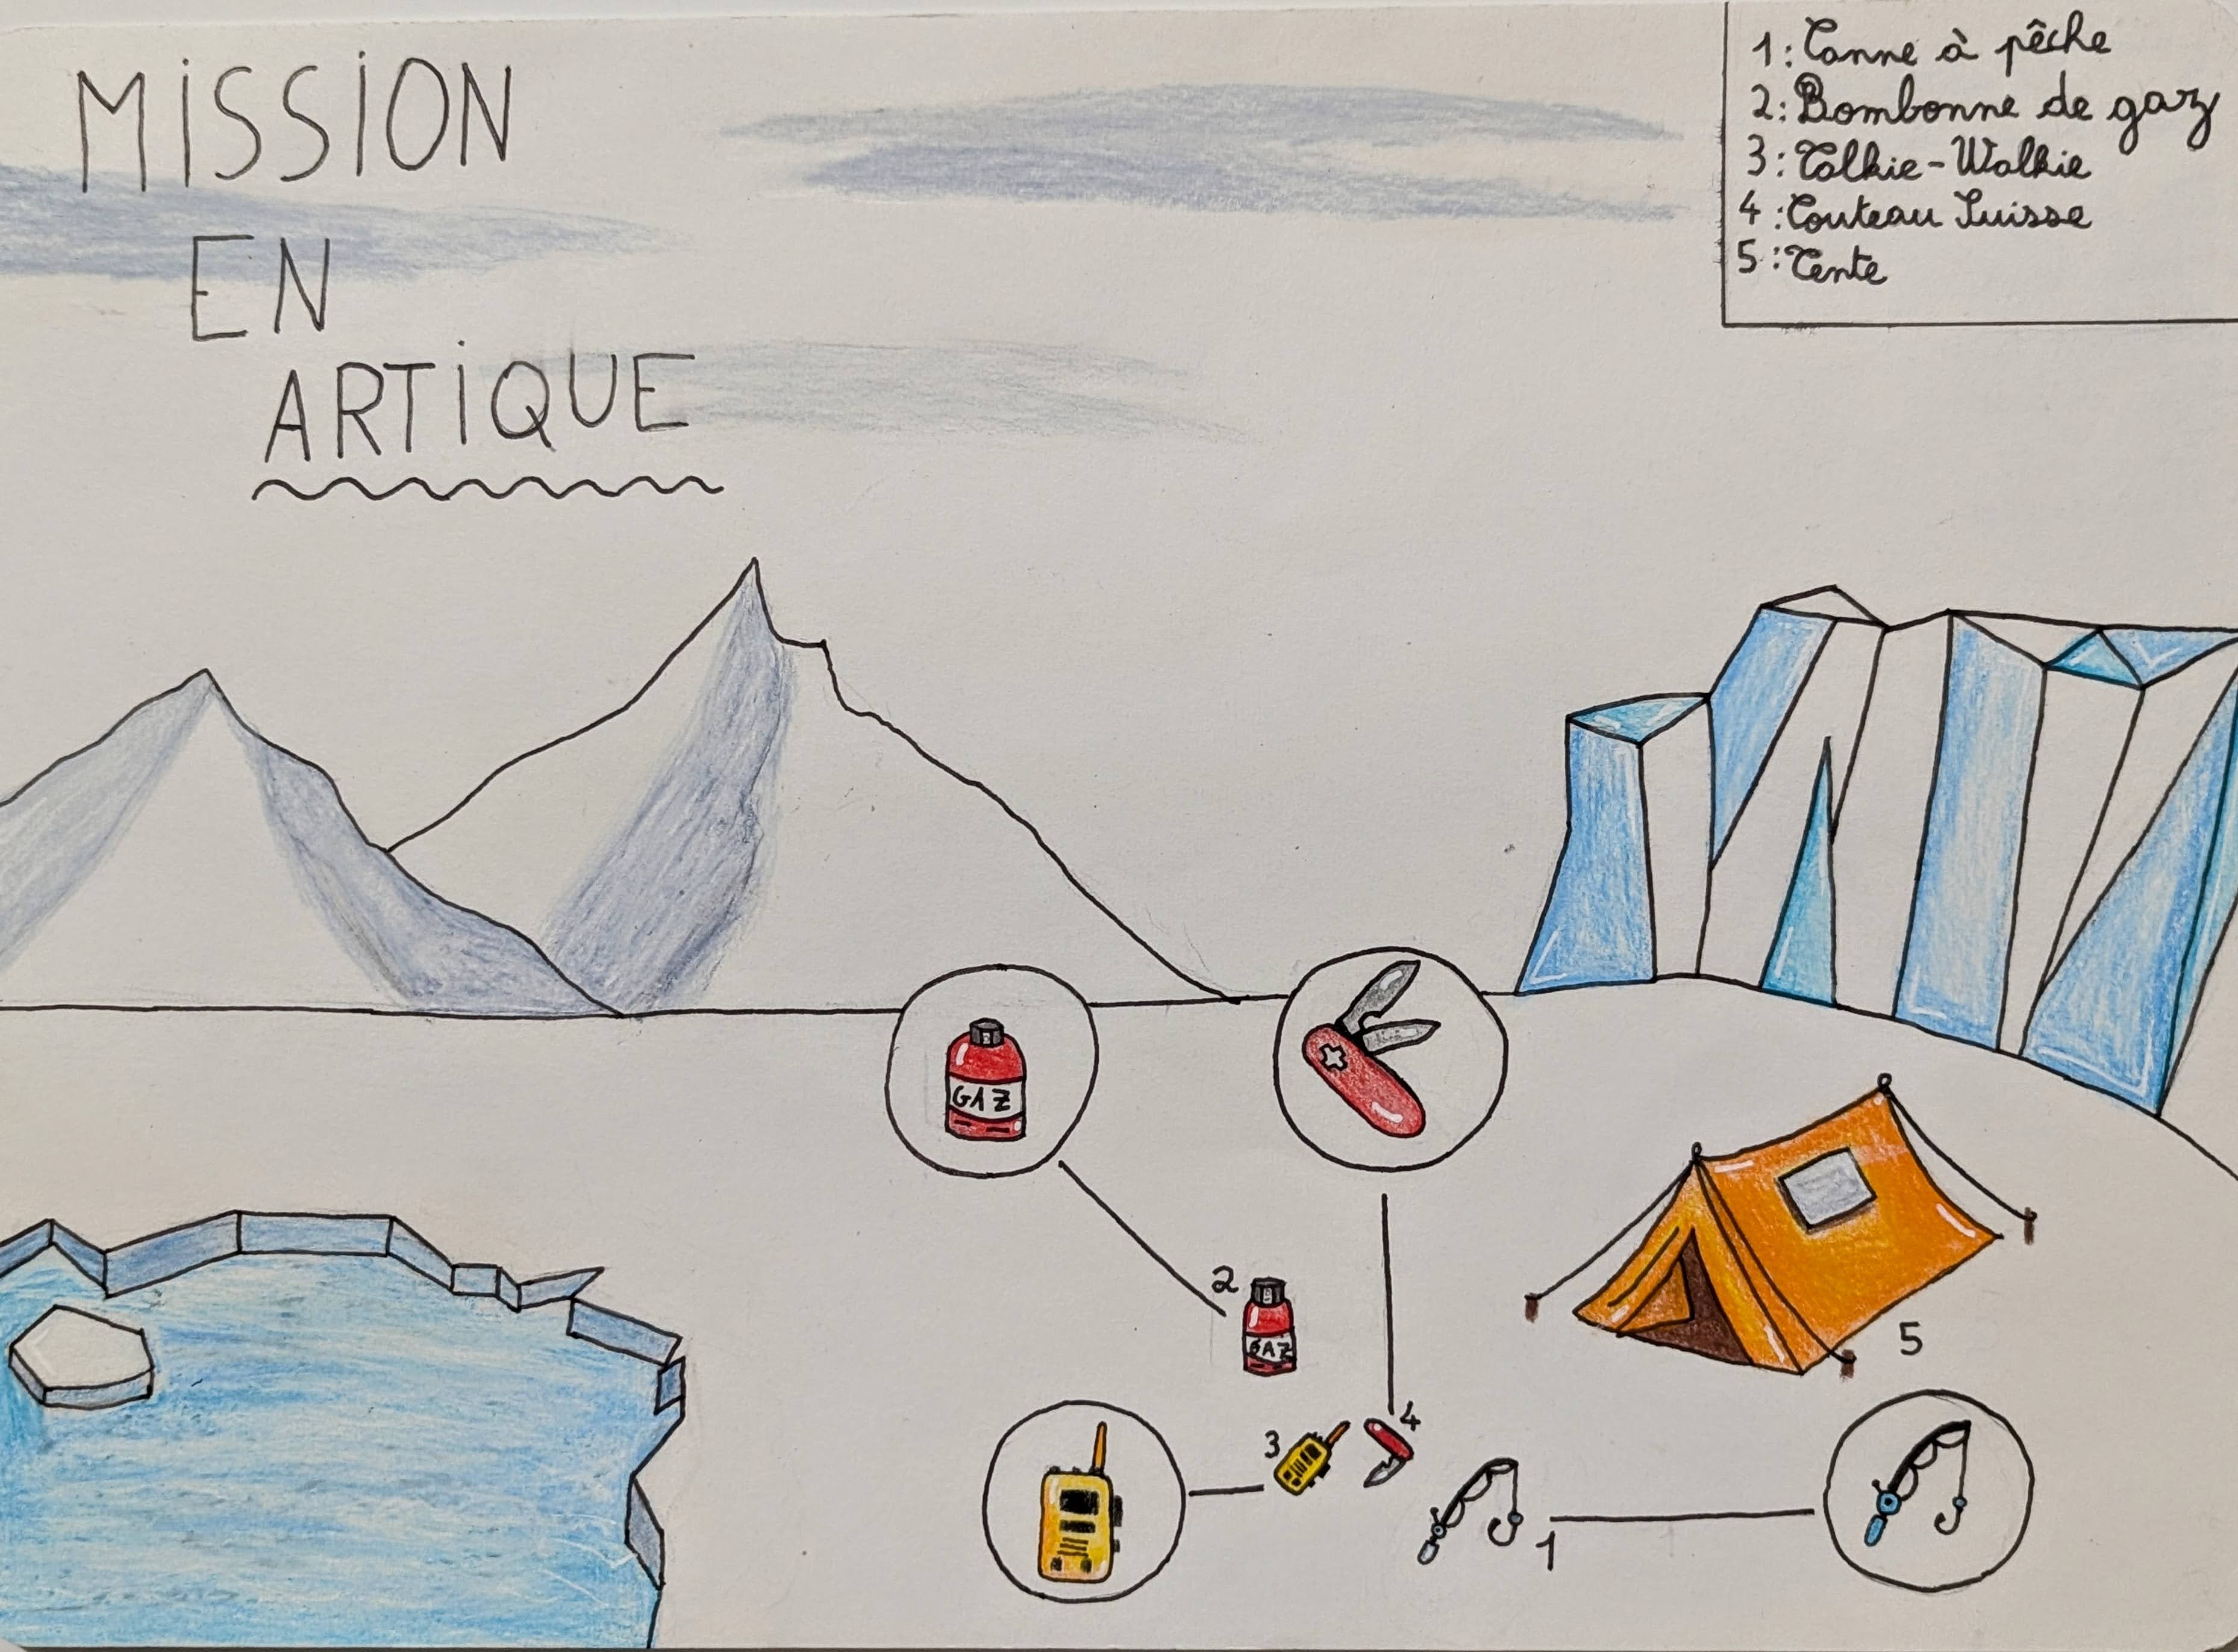 MiSSiON
EN
ARTiQUE
1: Canne à pêche
2: Bombonne de gaz
3: Talkie-Walkie
4: Couteau Suisse
5: Tente
GAZ
2
GAZ
5
3
4
1